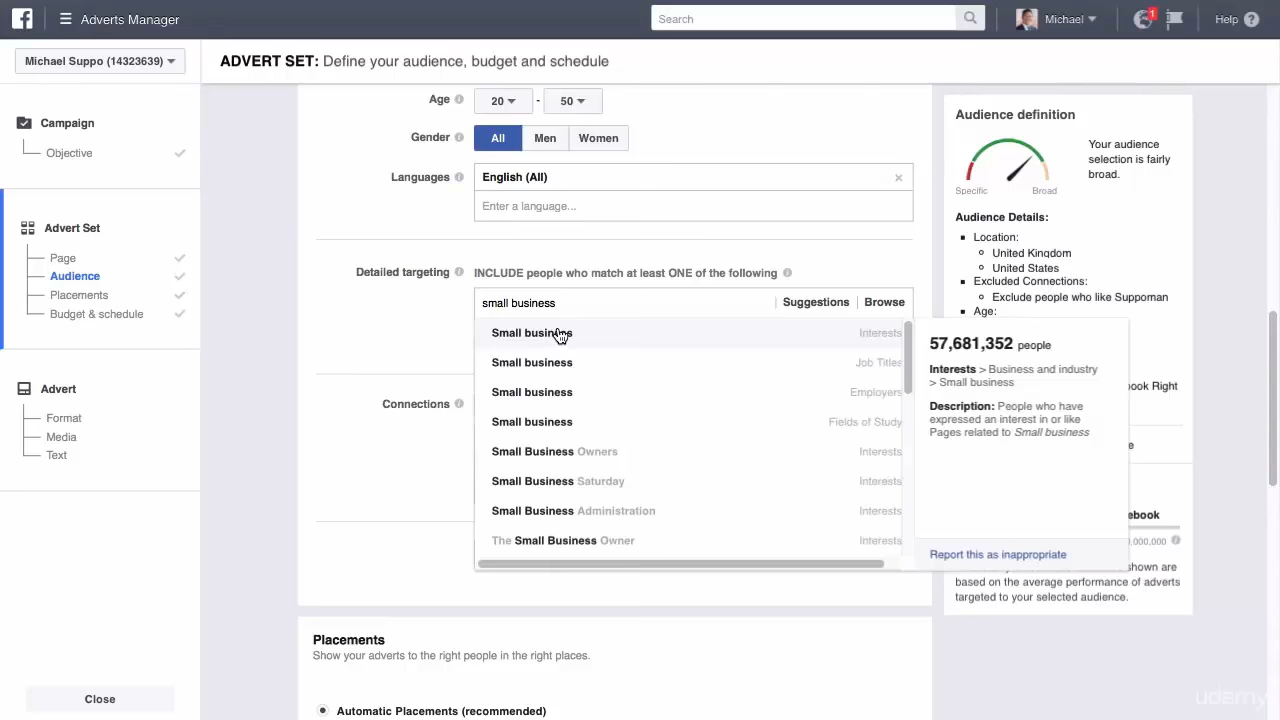 Adverts Manager
Search
Michael
1
Help
Michael Suppo (14323639)
ADVERT SET: Define your audience, budget and schedule
Campaign
Objective
Advert Set
Page
Audience
Placements
Budget & schedule
Advert
Format
Media
Text
Close
Age
20
-
50
Gender
All
Men
Women
Languages
English (All)
Enter a language...
Detailed targeting
INCLUDE people who match at least ONE of the following
small business
Suggestions
Browse
Small business
Interests
Small business
Job Titles
Small business
Employers
Small business
Fields of Study
Small Business Owners
Interests
Small Business Saturday
Interests
Small Business Administration
Interests
The Small Business Owner
Interests
Connections
57,681,352 people
Interests > Business and industry
> Small business
Description: People who have
expressed an interest in or like
Pages related to Small business
Report this as inappropriate
Audience definition
Your audience
selection is fairly
broad.
Specific
Broad
Audience Details:
Location:
United Kingdom
United States
Excluded Connections:
Exclude people who like Suppoman
Age:
Right
shown are
based on the average performance of adverts
targeted to your selected audience.
Placements
Show your adverts to the right people in the right places.
Automatic Placements (recommended)
udemy